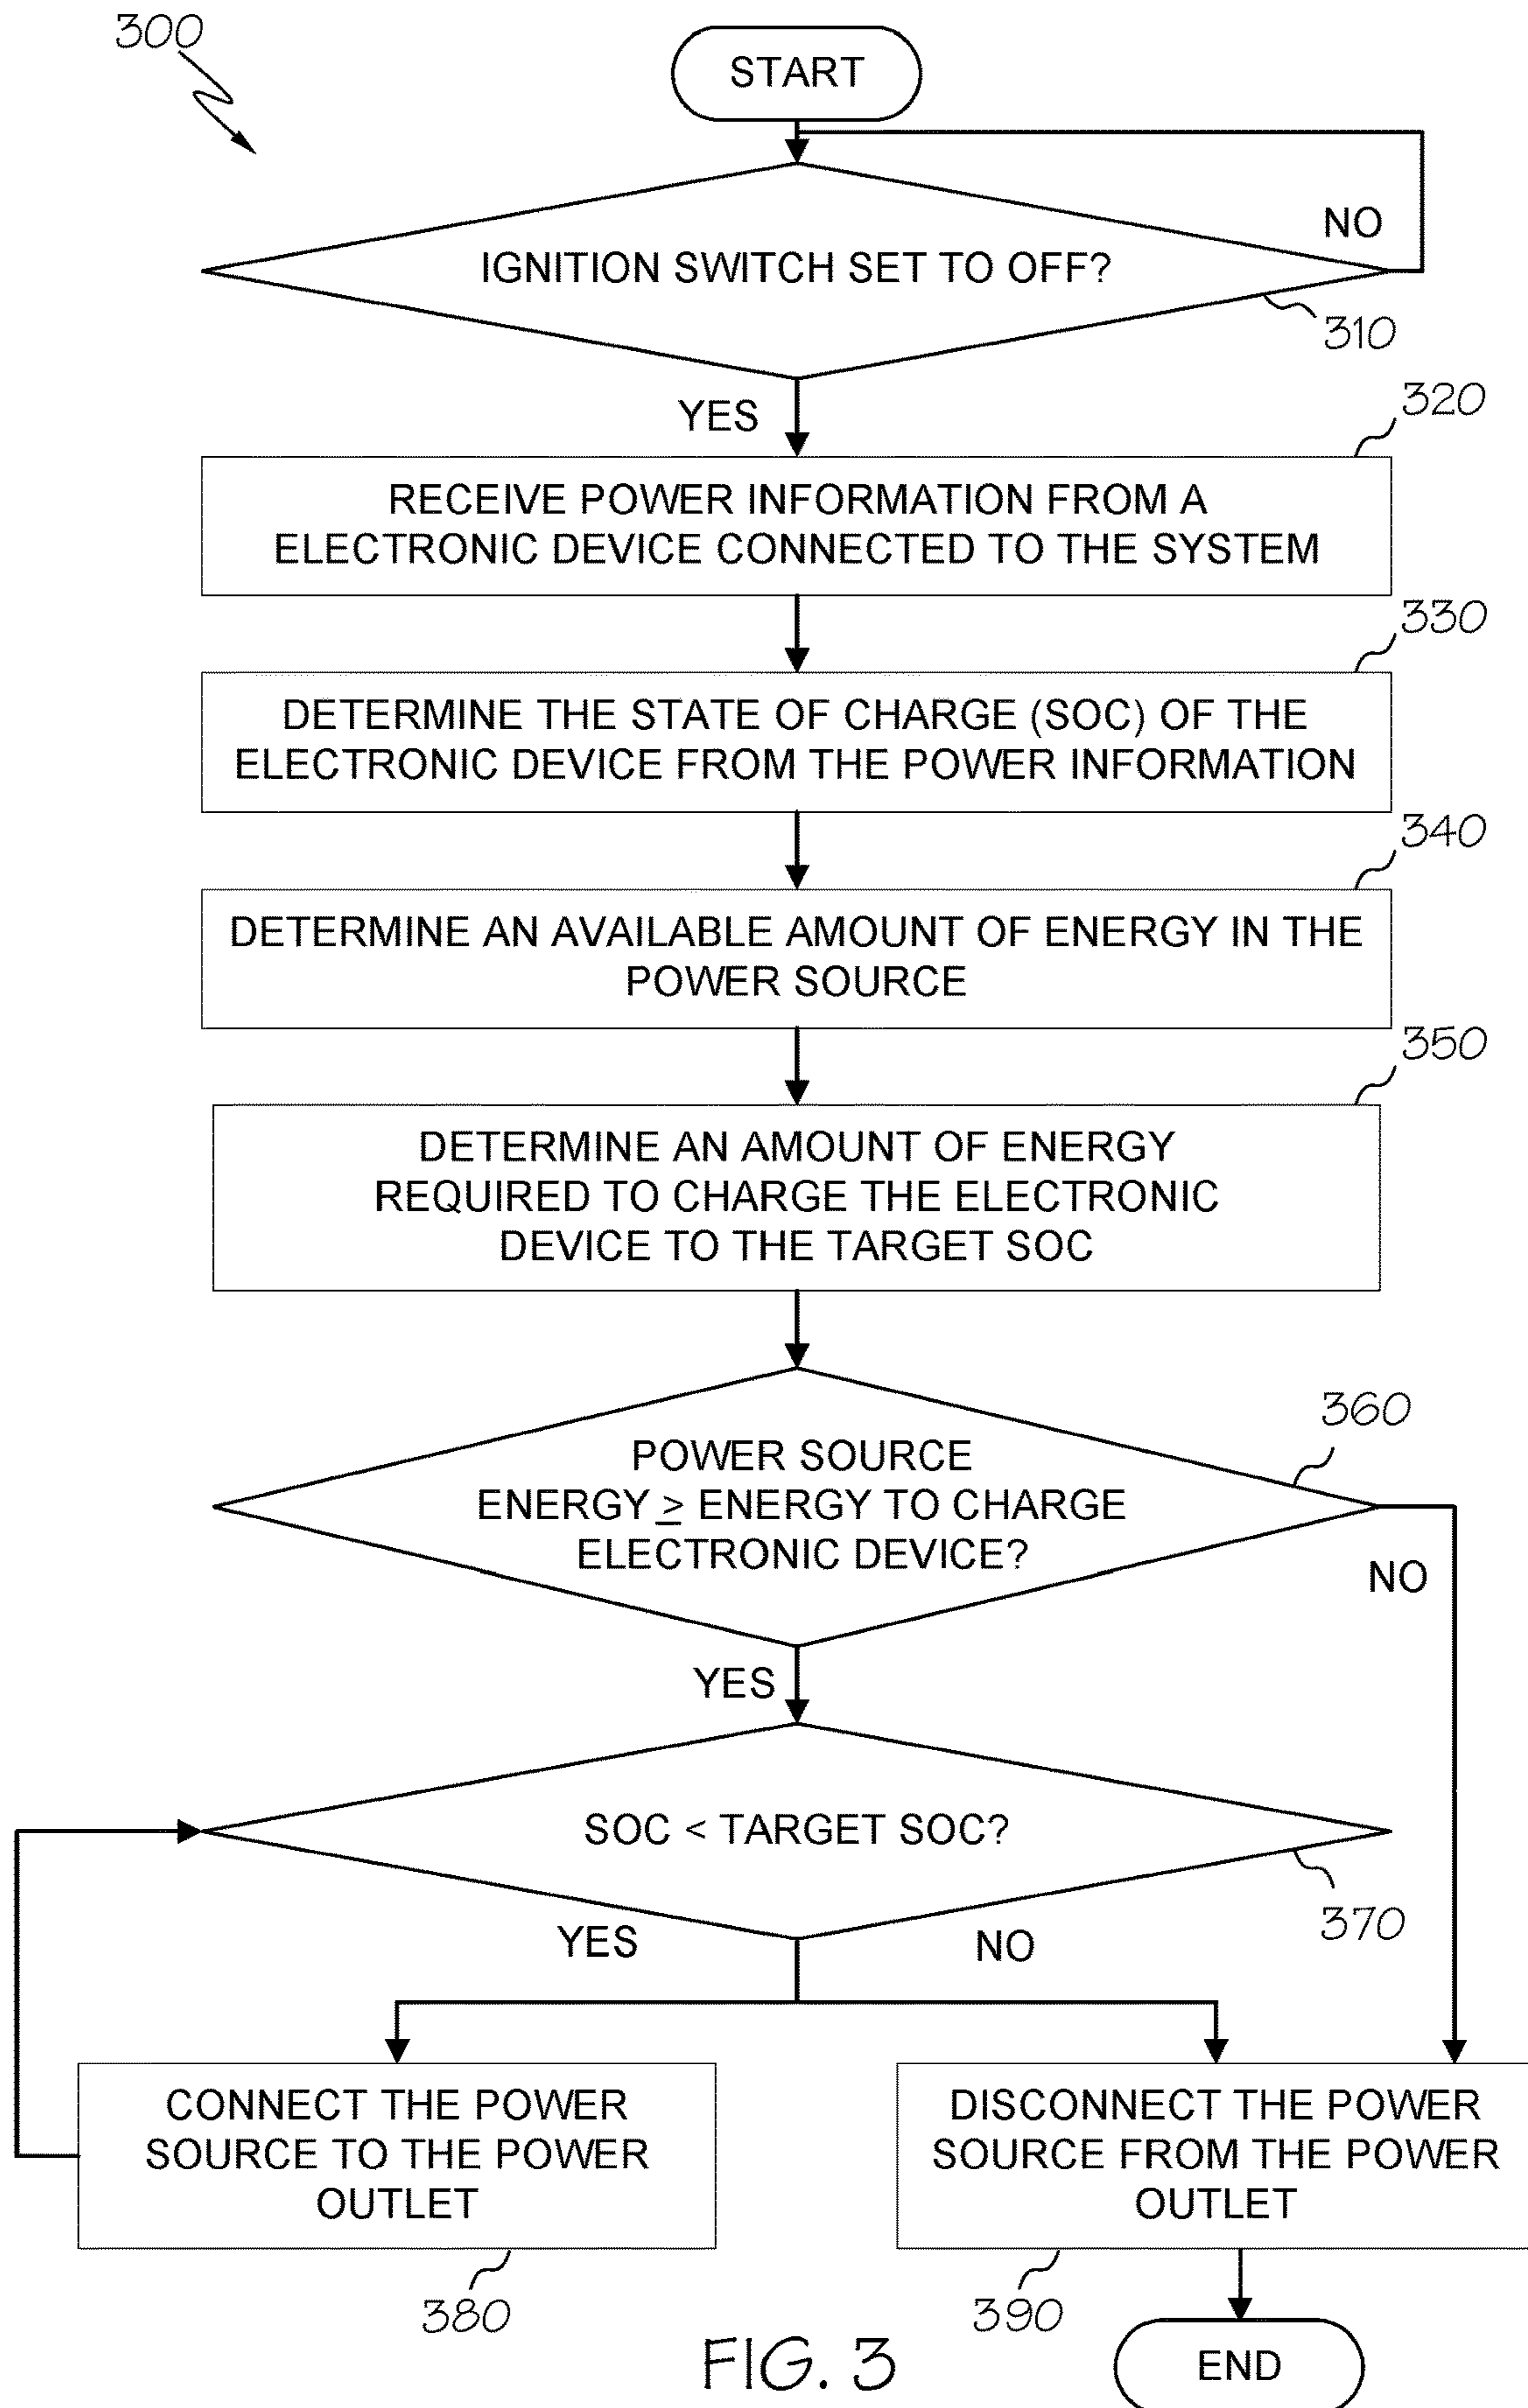 300
START
NO
IGNITION SWITCH SET TO OFF?
310
YES
320
RECEIVE POWER INFORMATION FROM A
ELECTRONIC DEVICE CONNECTED TO THE SYSTEM
330
DETERMINE THE STATE OF CHARGE (SOC) OF THE
ELECTRONIC DEVICE FROM THE POWER INFORMATION
340
DETERMINE AN AVAILABLE AMOUNT OF ENERGY IN THE
POWER SOURCE
350
DETERMINE AN AMOUNT OF ENERGY
REQUIRED TO CHARGE THE ELECTRONIC
DEVICE TO THE TARGET SOC
360
POWER SOURCE
ENERGY ≥ ENERGY TO CHARGE
ELECTRONIC DEVICE?
NO
YES
SOC < TARGET SOC?
370
YES
NO
CONNECT THE POWER
SOURCE TO THE POWER
OUTLET
380
DISCONNECT THE POWER
SOURCE FROM THE POWER
OUTLET
390
END
FIG. 3